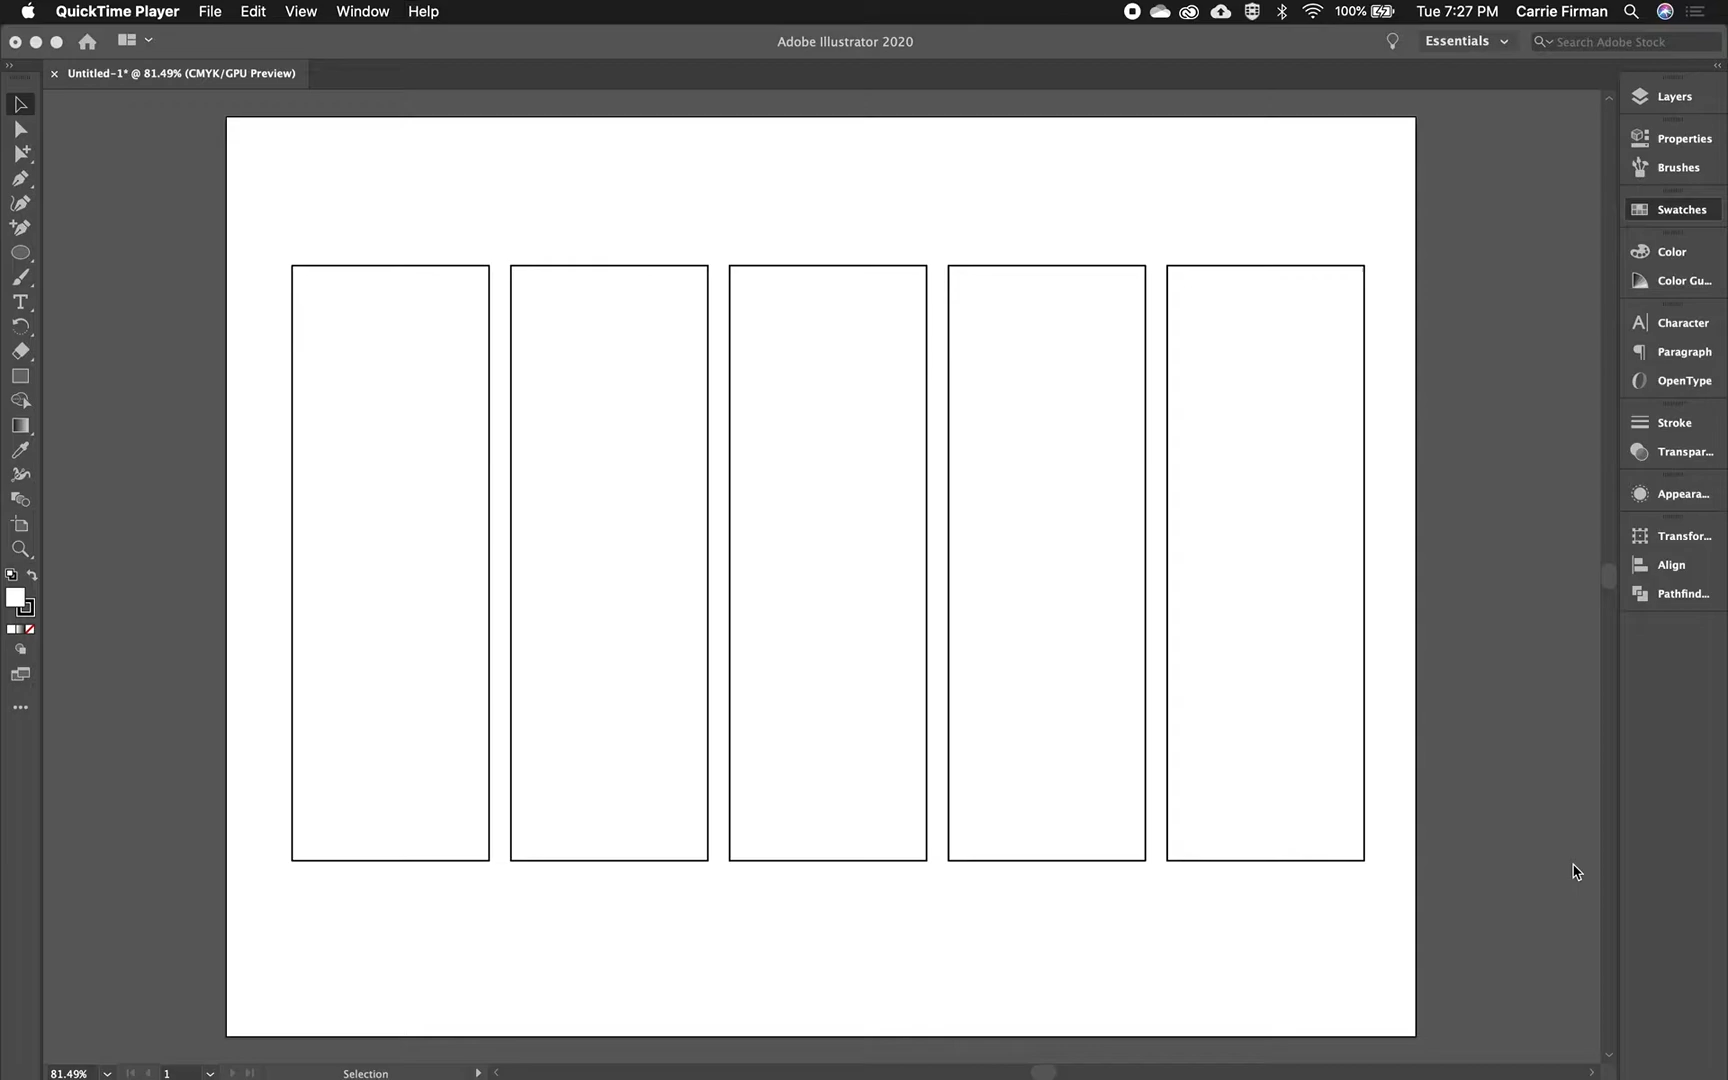 QuickTime Player File Edit View Window Help 100% Tue 7:27 PM Carrie Firman
Adobe Illustrator 2020 Essentials Search Adobe Stock
× Untitled-1* @ 81.49% (CMYK/GPU Preview)
Layers
Properties
Brushes
Swatches
Color
Color Gu...
Character
Paragraph
OpenType
Stroke
Transpar...
Appeara...
Transfor...
Align
Pathfind...
81.49% 1 Selection